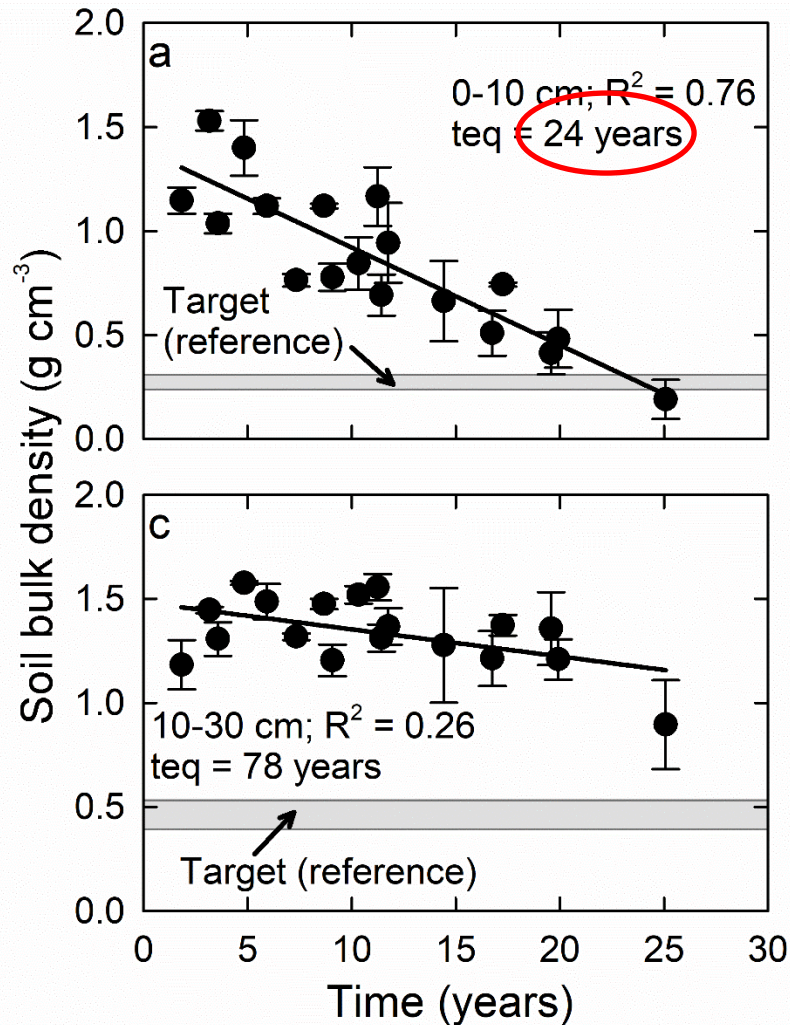 a
0-10 cm; R² = 0.76
teq = 24 years
Target
(reference)
2.0
1.5
1.0
0.5
0.0
Soil bulk density (g cm⁻³)
c
10-30 cm; R² = 0.26
teq = 78 years
Target (reference)
2.0
1.5
1.0
0.5
0.0
0 5 10 15 20 25 30
Time (years)